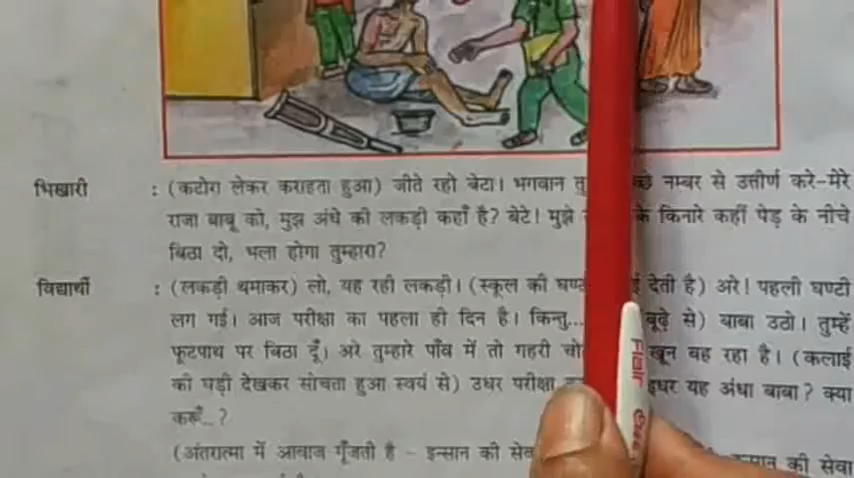 भिखारी : (कटोरा लेकर कराहता हुआ) जीते रहो बेटा। भगवान नम्बर से उत्तीर्ण करे-मेरे
राजा बाबू को, मुझ अंधे की लकड़ी कहाँ है? बेटे! मुझे के किनारे कहीं पेड़ के नीचे
बिठा दो, भला होगा तुम्हारा?
विद्यार्थी : (लकड़ी थमाकर) लो, यह रही लकड़ी। (स्कूल की देती है) अरे! पहली घण्टी
लग गई। आज परीक्षा का पहला ही दिन है। किन्तु... बूढ़े से) बाबा उठो। तुम्हें
फूटपाथ पर बिठा दूँ। अरे तुम्हारे पाँव में तो गहरी खून बह रहा है। (कलाई
की घड़ी देखकर सोचता हुआ स्वयं से) उधर परीक्षा इधर यह अंधा बाबा? क्या
करूँ...?
(अंतरात्मा में आवाज गूँजती है - इन्सान की की सेवा
Flair